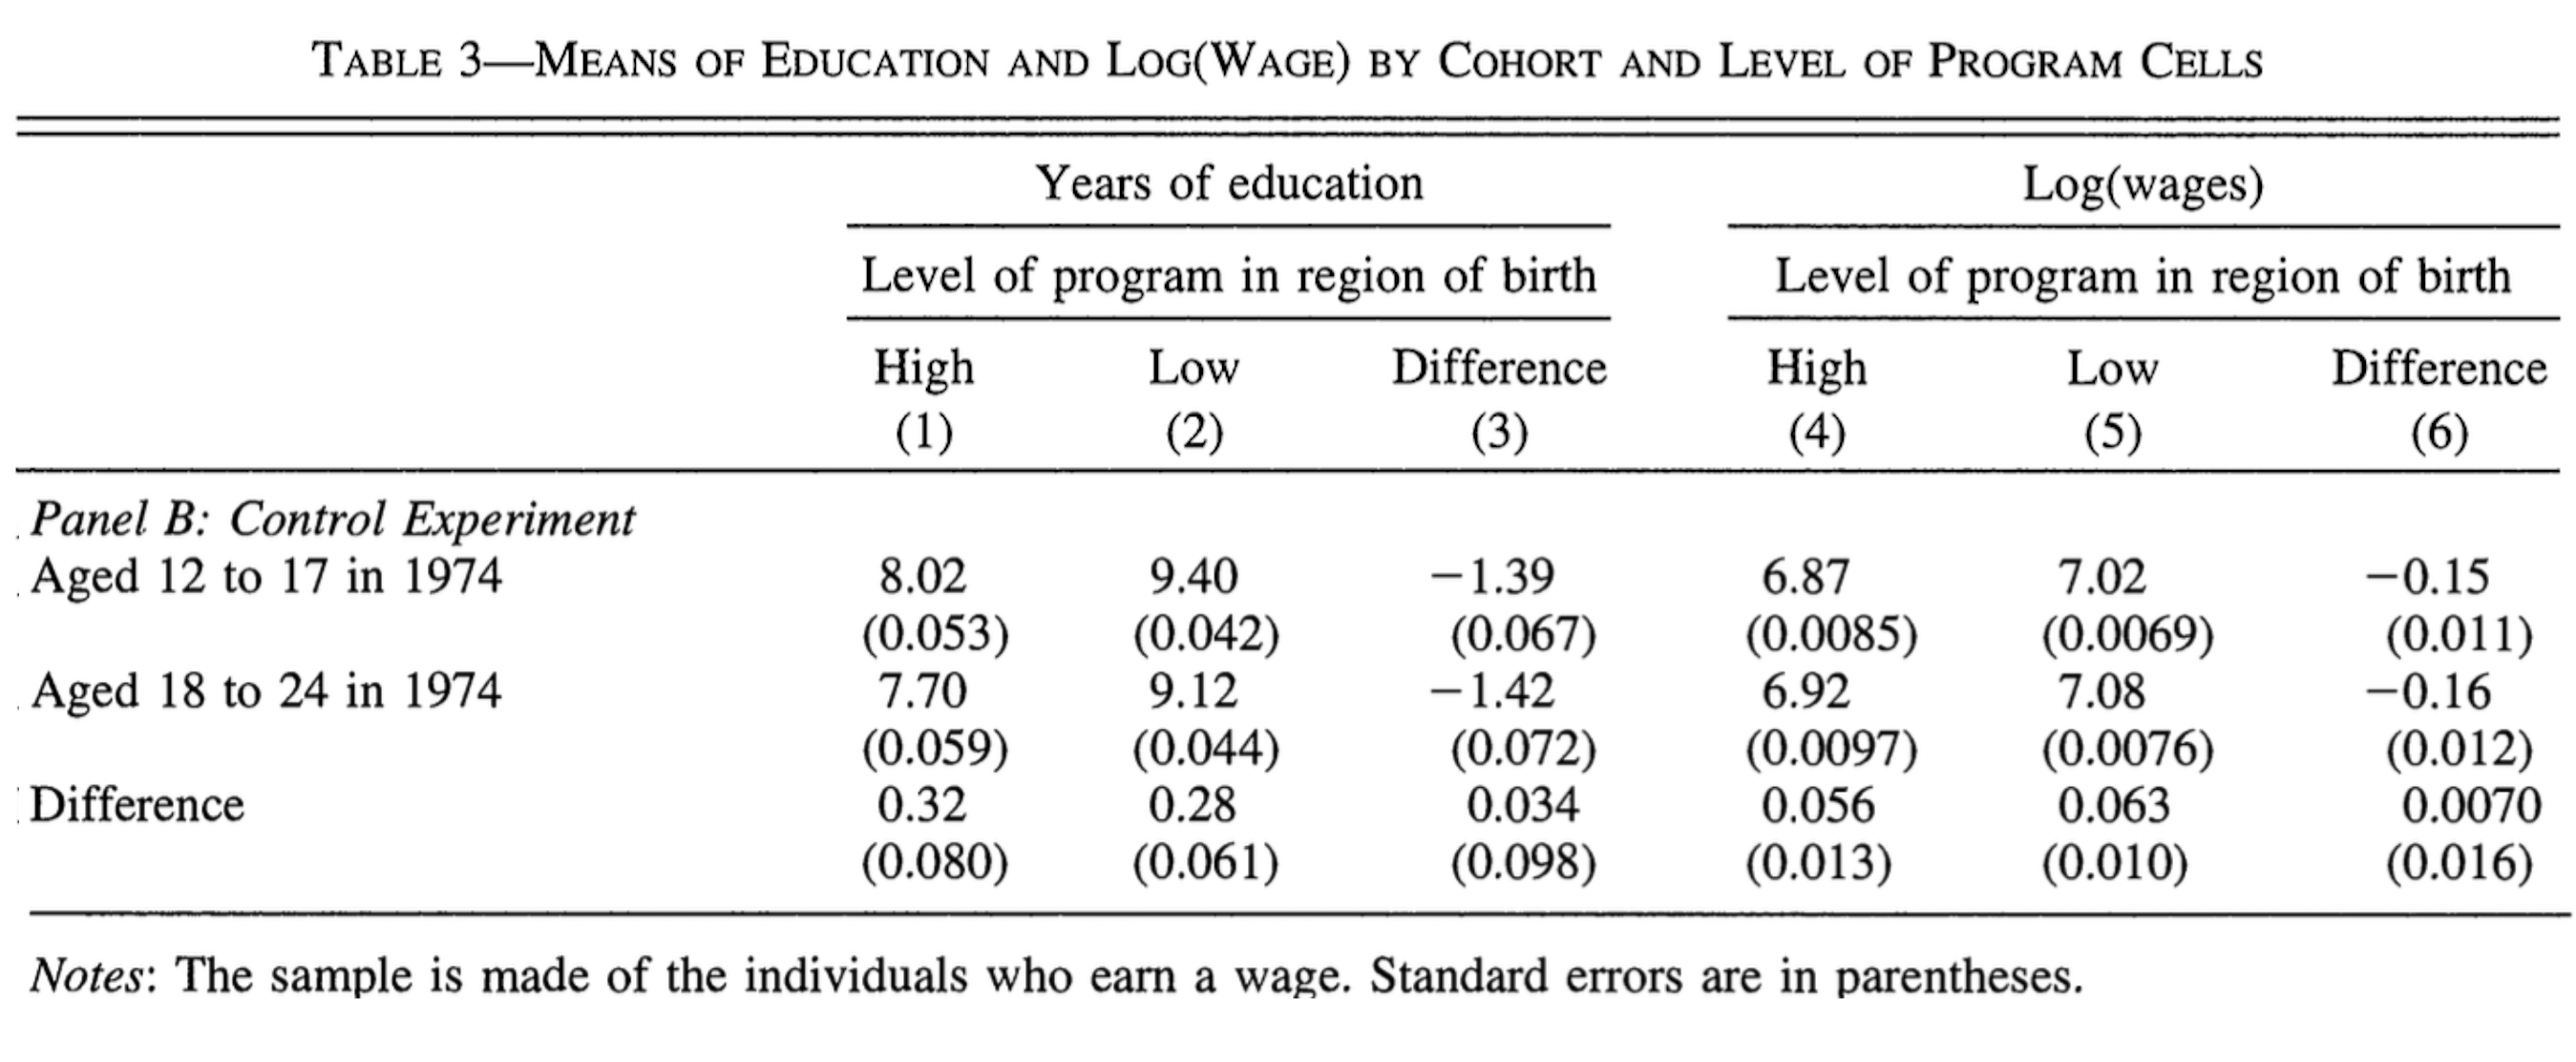 TABLE 3—MEANS OF EDUCATION AND LOG(WAGE) BY COHORT AND LEVEL OF PROGRAM CELLS
Years of education Log(wages)
Level of program in region of birth Level of program in region of birth
High Low Difference High Low Difference
(1) (2) (3) (4) (5) (6)
Panel B: Control Experiment
Aged 12 to 17 in 1974 8.02 9.40 −1.39 6.87 7.02 −0.15
(0.053) (0.042) (0.067) (0.0085) (0.0069) (0.011)
Aged 18 to 24 in 1974 7.70 9.12 −1.42 6.92 7.08 −0.16
(0.059) (0.044) (0.072) (0.0097) (0.0076) (0.012)
Difference 0.32 0.28 0.034 0.056 0.063 0.0070
(0.080) (0.061) (0.098) (0.013) (0.010) (0.016)
Notes: The sample is made of the individuals who earn a wage. Standard errors are in parentheses.